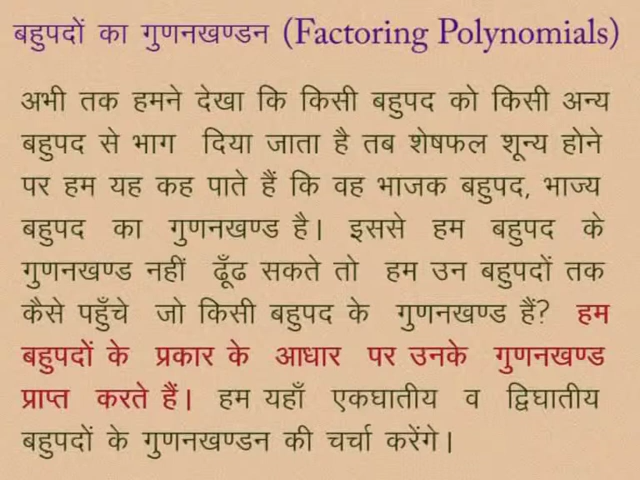 बहुपदों का गुणनखण्डन (Factoring Polynomials)
अभी तक हमने देखा कि किसी बहुपद को किसी अन्य
बहुपद से भाग दिया जाता है तब शेषफल शून्य होने
पर हम यह कह पाते हैं कि वह भाजक बहुपद, भाज्य
बहुपद का गुणनखण्ड है। इससे हम बहुपद के
गुणनखण्ड नहीं ढूँढ सकते तो हम उन बहुपदों तक
कैसे पहुँचे जो किसी बहुपद के गुणनखण्ड हैं? हम
बहुपदों के प्रकार के आधार पर उनके गुणनखण्ड
प्राप्त करते हैं। हम यहाँ एकघातीय व द्विघातीय
बहुपदों के गुणनखण्डन की चर्चा करेंगे।